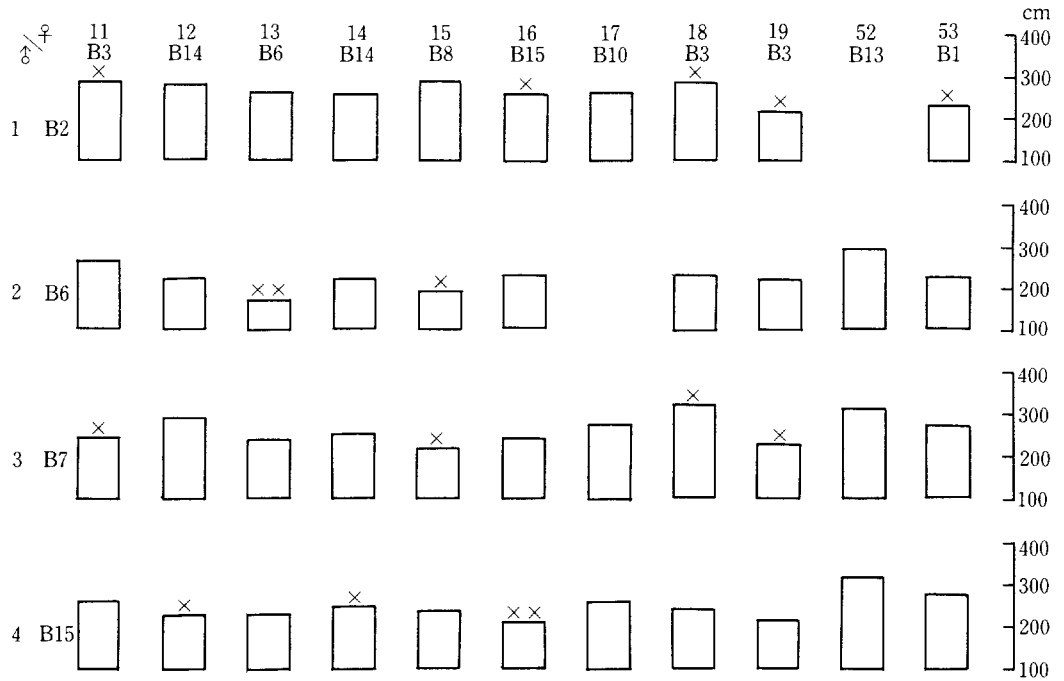 cm
♂/♀ 11 12 13 14 15 16 17 18 19 52 53 400
B3 B14 B6 B14 B8 B15 B10 B3 B3 B13 B1
× × × × × 300
1 B2 200
100
400
300
2 B6 × × × 200
100
400
× × × × 300
3 B7 200
100
400
× × × × 300
4 B15 200
100